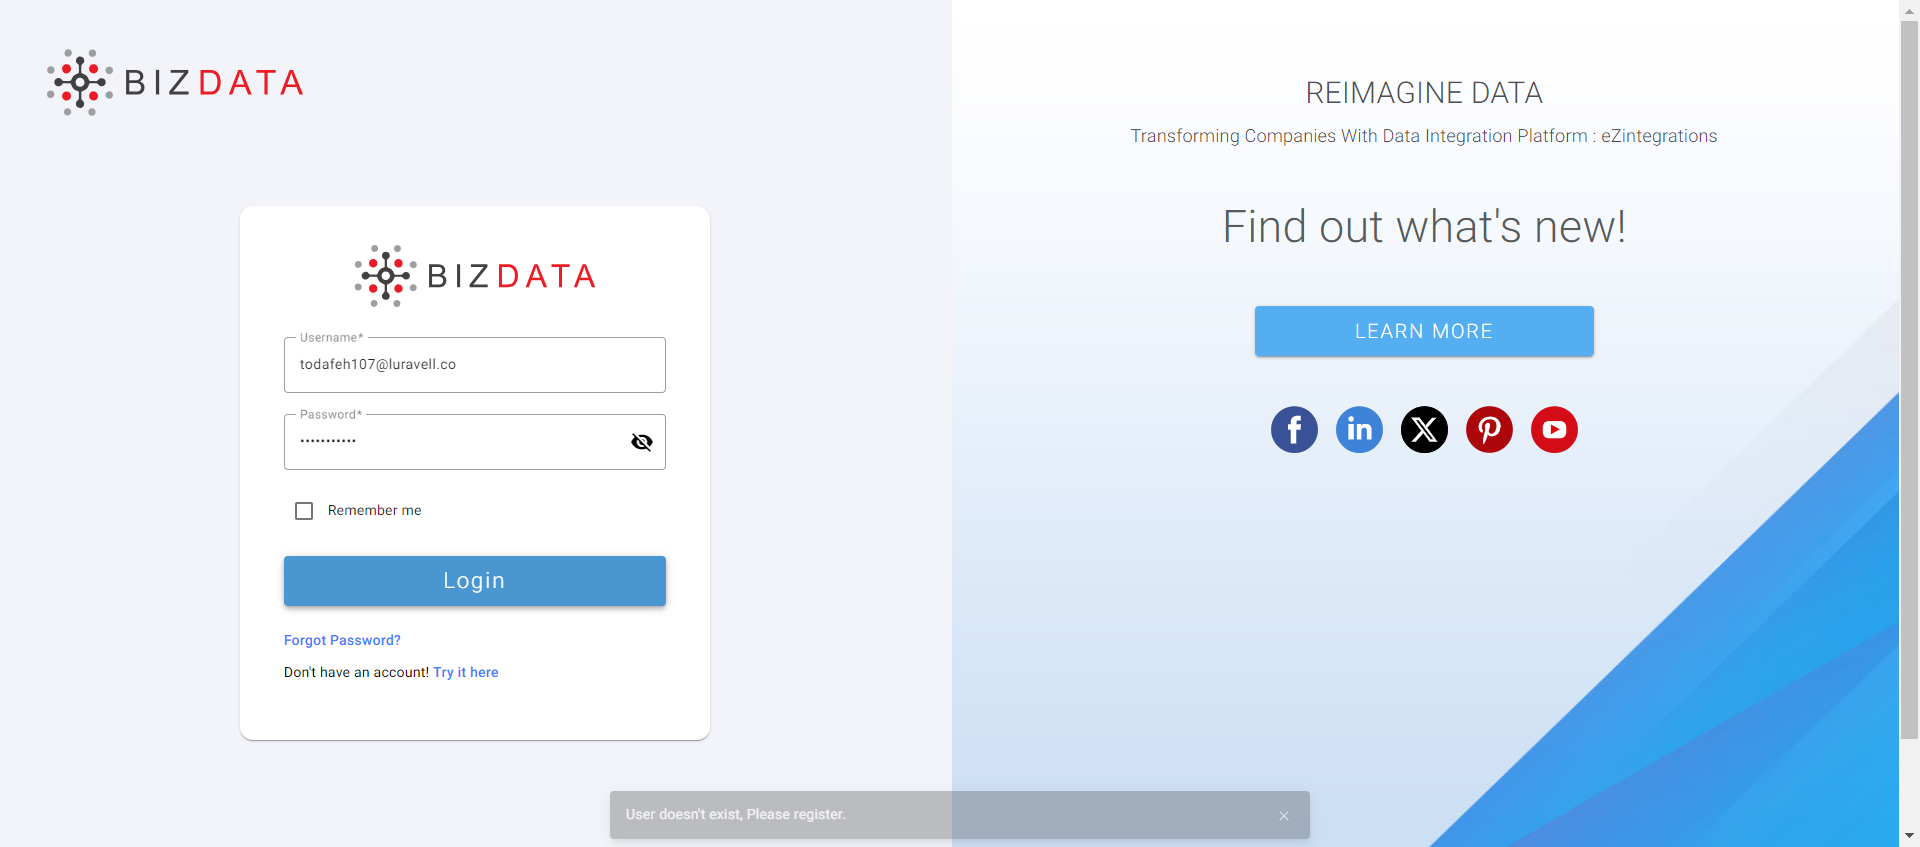 BIZDATA
BIZDATA
Username*
todafeh107@luravell.co
Password*
•••••••••••
Remember me
Login
Forgot Password?
Don't have an account! Try it here
REIMAGINE DATA
Transforming Companies With Data Integration Platform : eZintegrations
Find out what's new!
LEARN MORE
User doesn't exist, Please register.